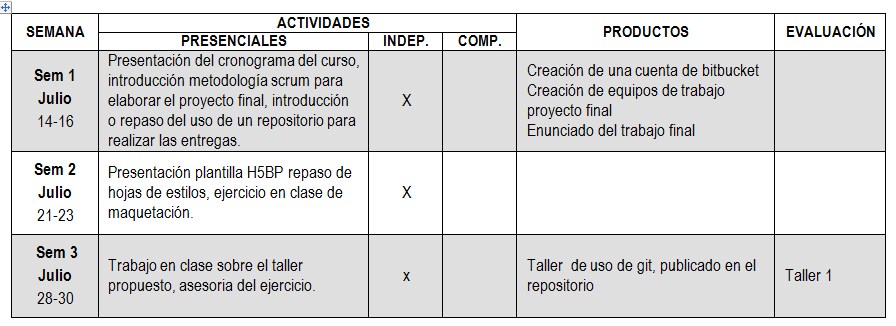 SEMANA
ACTIVIDADES
PRESENCIALES
INDEP.
COMP.
PRODUCTOS
EVALUACIÓN
Sem 1
Julio
14-16
Presentación del cronograma del curso,
introducción metodología scrum para
elaborar el proyecto final, introducción
o repaso del uso de un repositorio para
realizar las entregas.
X
Creación de una cuenta de bitbucket
Creación de equipos de trabajo
proyecto final
Enunciado del trabajo final
Sem 2
Julio
21-23
Presentación plantilla H5BP repaso de
hojas de estilos, ejercicio en clase de
maquetación.
X
Sem 3
Julio
28-30
Trabajo en clase sobre el taller
propuesto, asesoria del ejercicio.
x
Taller de uso de git, publicado en el
repositorio
Taller 1